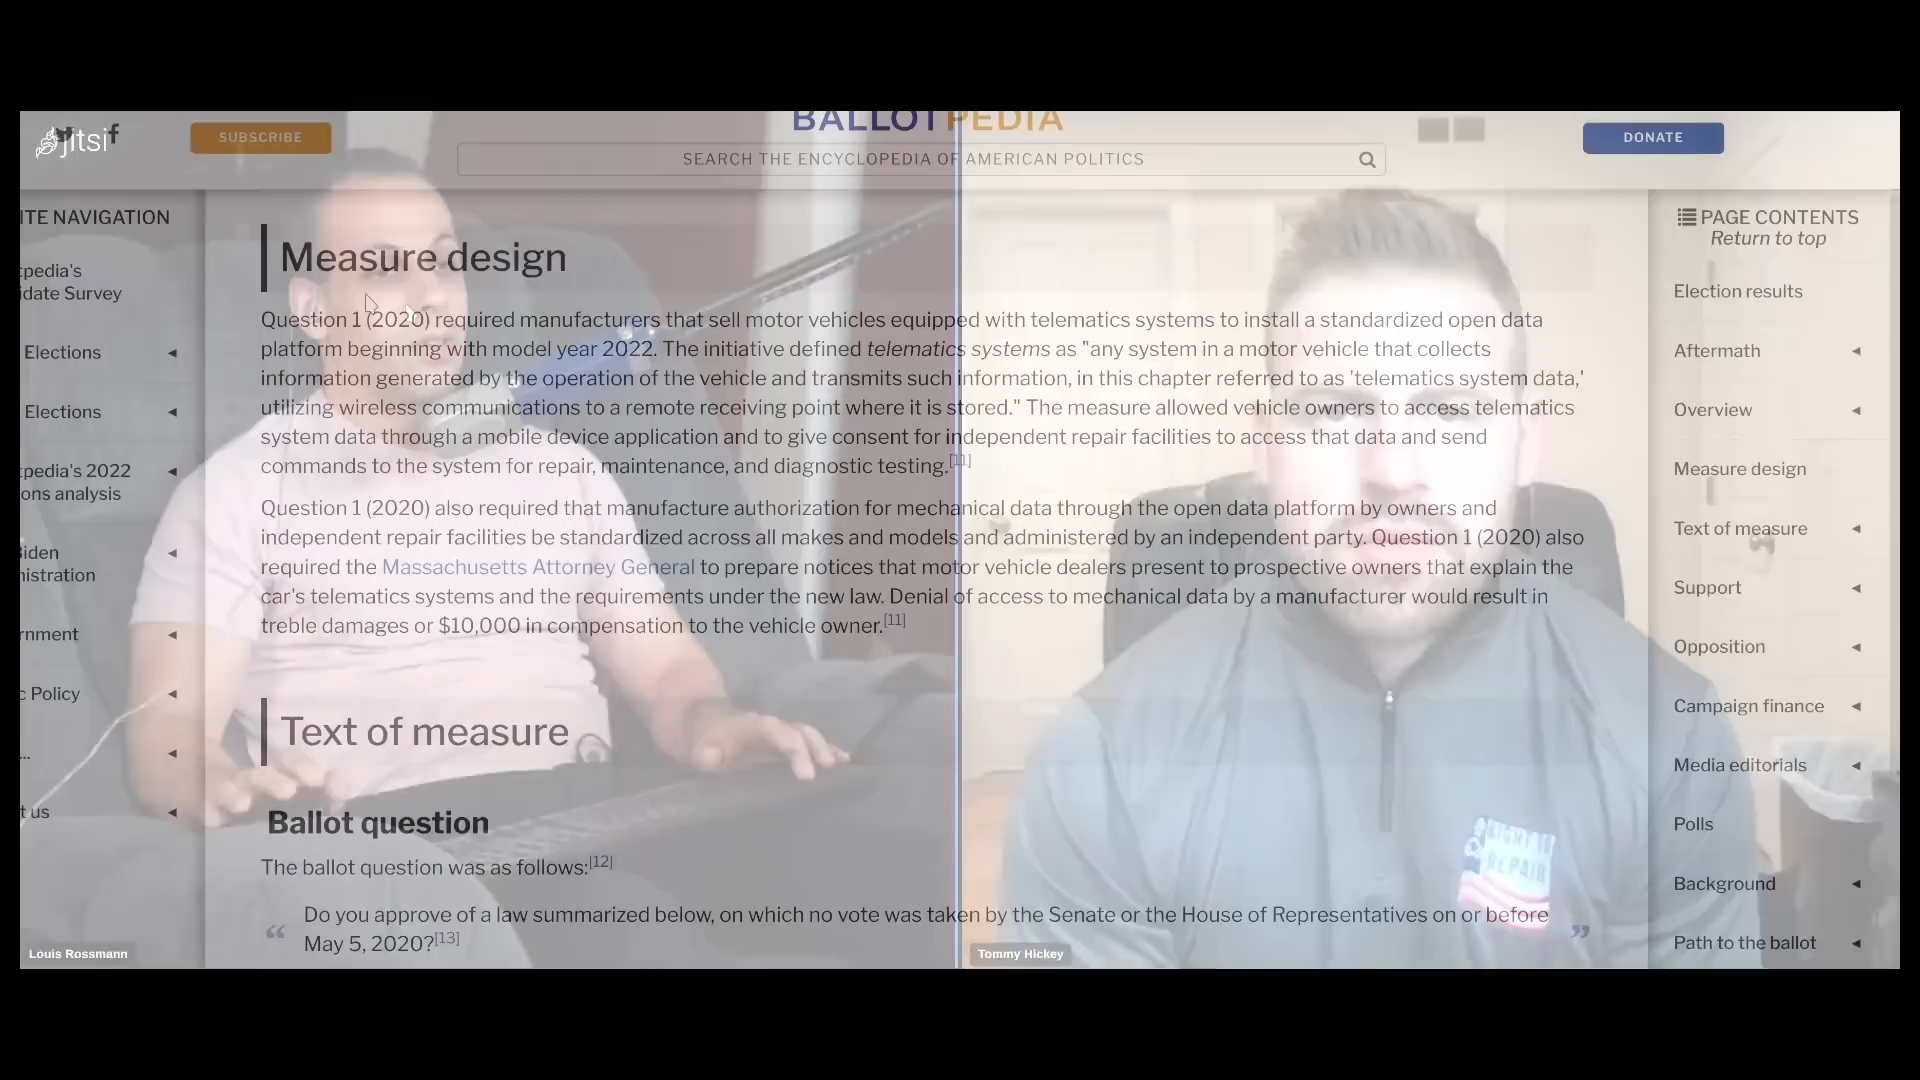 jitsi
f
SUBSCRIBE
BALLOTPEDIA
SEARCH THE ENCYCLOPEDIA OF AMERICAN POLITICS
DONATE
ITE NAVIGATION
tpedia's
idate Survey
Elections
Elections
tpedia's 2022
ons analysis
Biden
nistration
rnment
c Policy
...
t us
Measure design
Question 1 (2020) required manufacturers that sell motor vehicles equipped with telematics systems to install a standardized open data
platform beginning with model year 2022. The initiative defined telematics systems as "any system in a motor vehicle that collects
information generated by the operation of the vehicle and transmits such information, in this chapter referred to as 'telematics system data,'
utilizing wireless communications to a remote receiving point where it is stored." The measure allowed vehicle owners to access telematics
system data through a mobile device application and to give consent for independent repair facilities to access that data and send
commands to the system for repair, maintenance, and diagnostic testing.[11]
Question 1 (2020) also required that manufacture authorization for mechanical data through the open data platform by owners and
independent repair facilities be standardized across all makes and models and administered by an independent party. Question 1 (2020) also
required the Massachusetts Attorney General to prepare notices that motor vehicle dealers present to prospective owners that explain the
car's telematics systems and the requirements under the new law. Denial of access to mechanical data by a manufacturer would result in
treble damages or $10,000 in compensation to the vehicle owner.[11]
Text of measure
Ballot question
The ballot question was as follows:[12]
“ Do you approve of a law summarized below, on which no vote was taken by the Senate or the House of Representatives on or before
May 5, 2020?[13] ”
PAGE CONTENTS
Return to top
Election results
Aftermath
Overview
Measure design
Text of measure
Support
Opposition
Campaign finance
Media editorials
Polls
Background
Path to the ballot
RIGHT TO
REPAIR
Louis Rossmann
Tommy Hickey